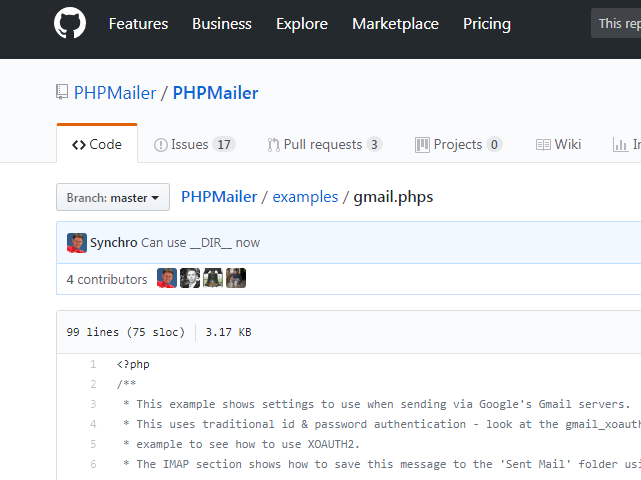 Features Business Explore Marketplace Pricing This rep
PHPMailer / PHPMailer
<> Code Issues 17 Pull requests 3 Projects 0 Wiki
Branch: master PHPMailer / examples / gmail.phps
Synchro Can use __DIR__ now
4 contributors
99 lines (75 sloc) 3.17 KB
1 <?php
2 /**
3 * This example shows settings to use when sending via Google's Gmail servers.
4 * This uses traditional id & password authentication - look at the gmail_xoauth
5 * example to see how to use XOAUTH2.
6 * The IMAP section shows how to save this message to the 'Sent Mail' folder usi